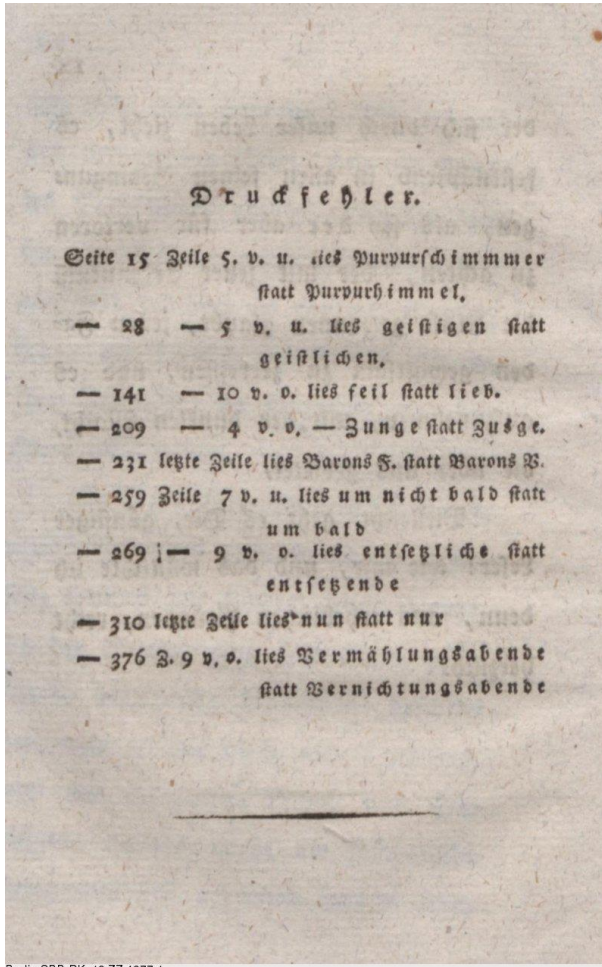 Druckfehler.
Seite 15 Zeile 5. v. u. lies Purpurschimmmer
statt Purpurhimmel.
— 28 — 5 v. u. lies geistigen statt
geistlichen.
— 141 — 10 v. o. lies feil statt lieb.
— 209 — 4 v. o. — Zunge statt Zusge.
— 231 letzte Zeile lies Barons F. statt Barons V.
— 259 Zeile 7 v. u. lies um nicht bald statt
um bald
— 269 — 9 v. o. lies entsetzliche statt
entsetzende
— 310 letzte Zeile lies nun statt nur
— 376 Z. 9 v. o. lies Vermählungsabende
statt Vernichtungsabende